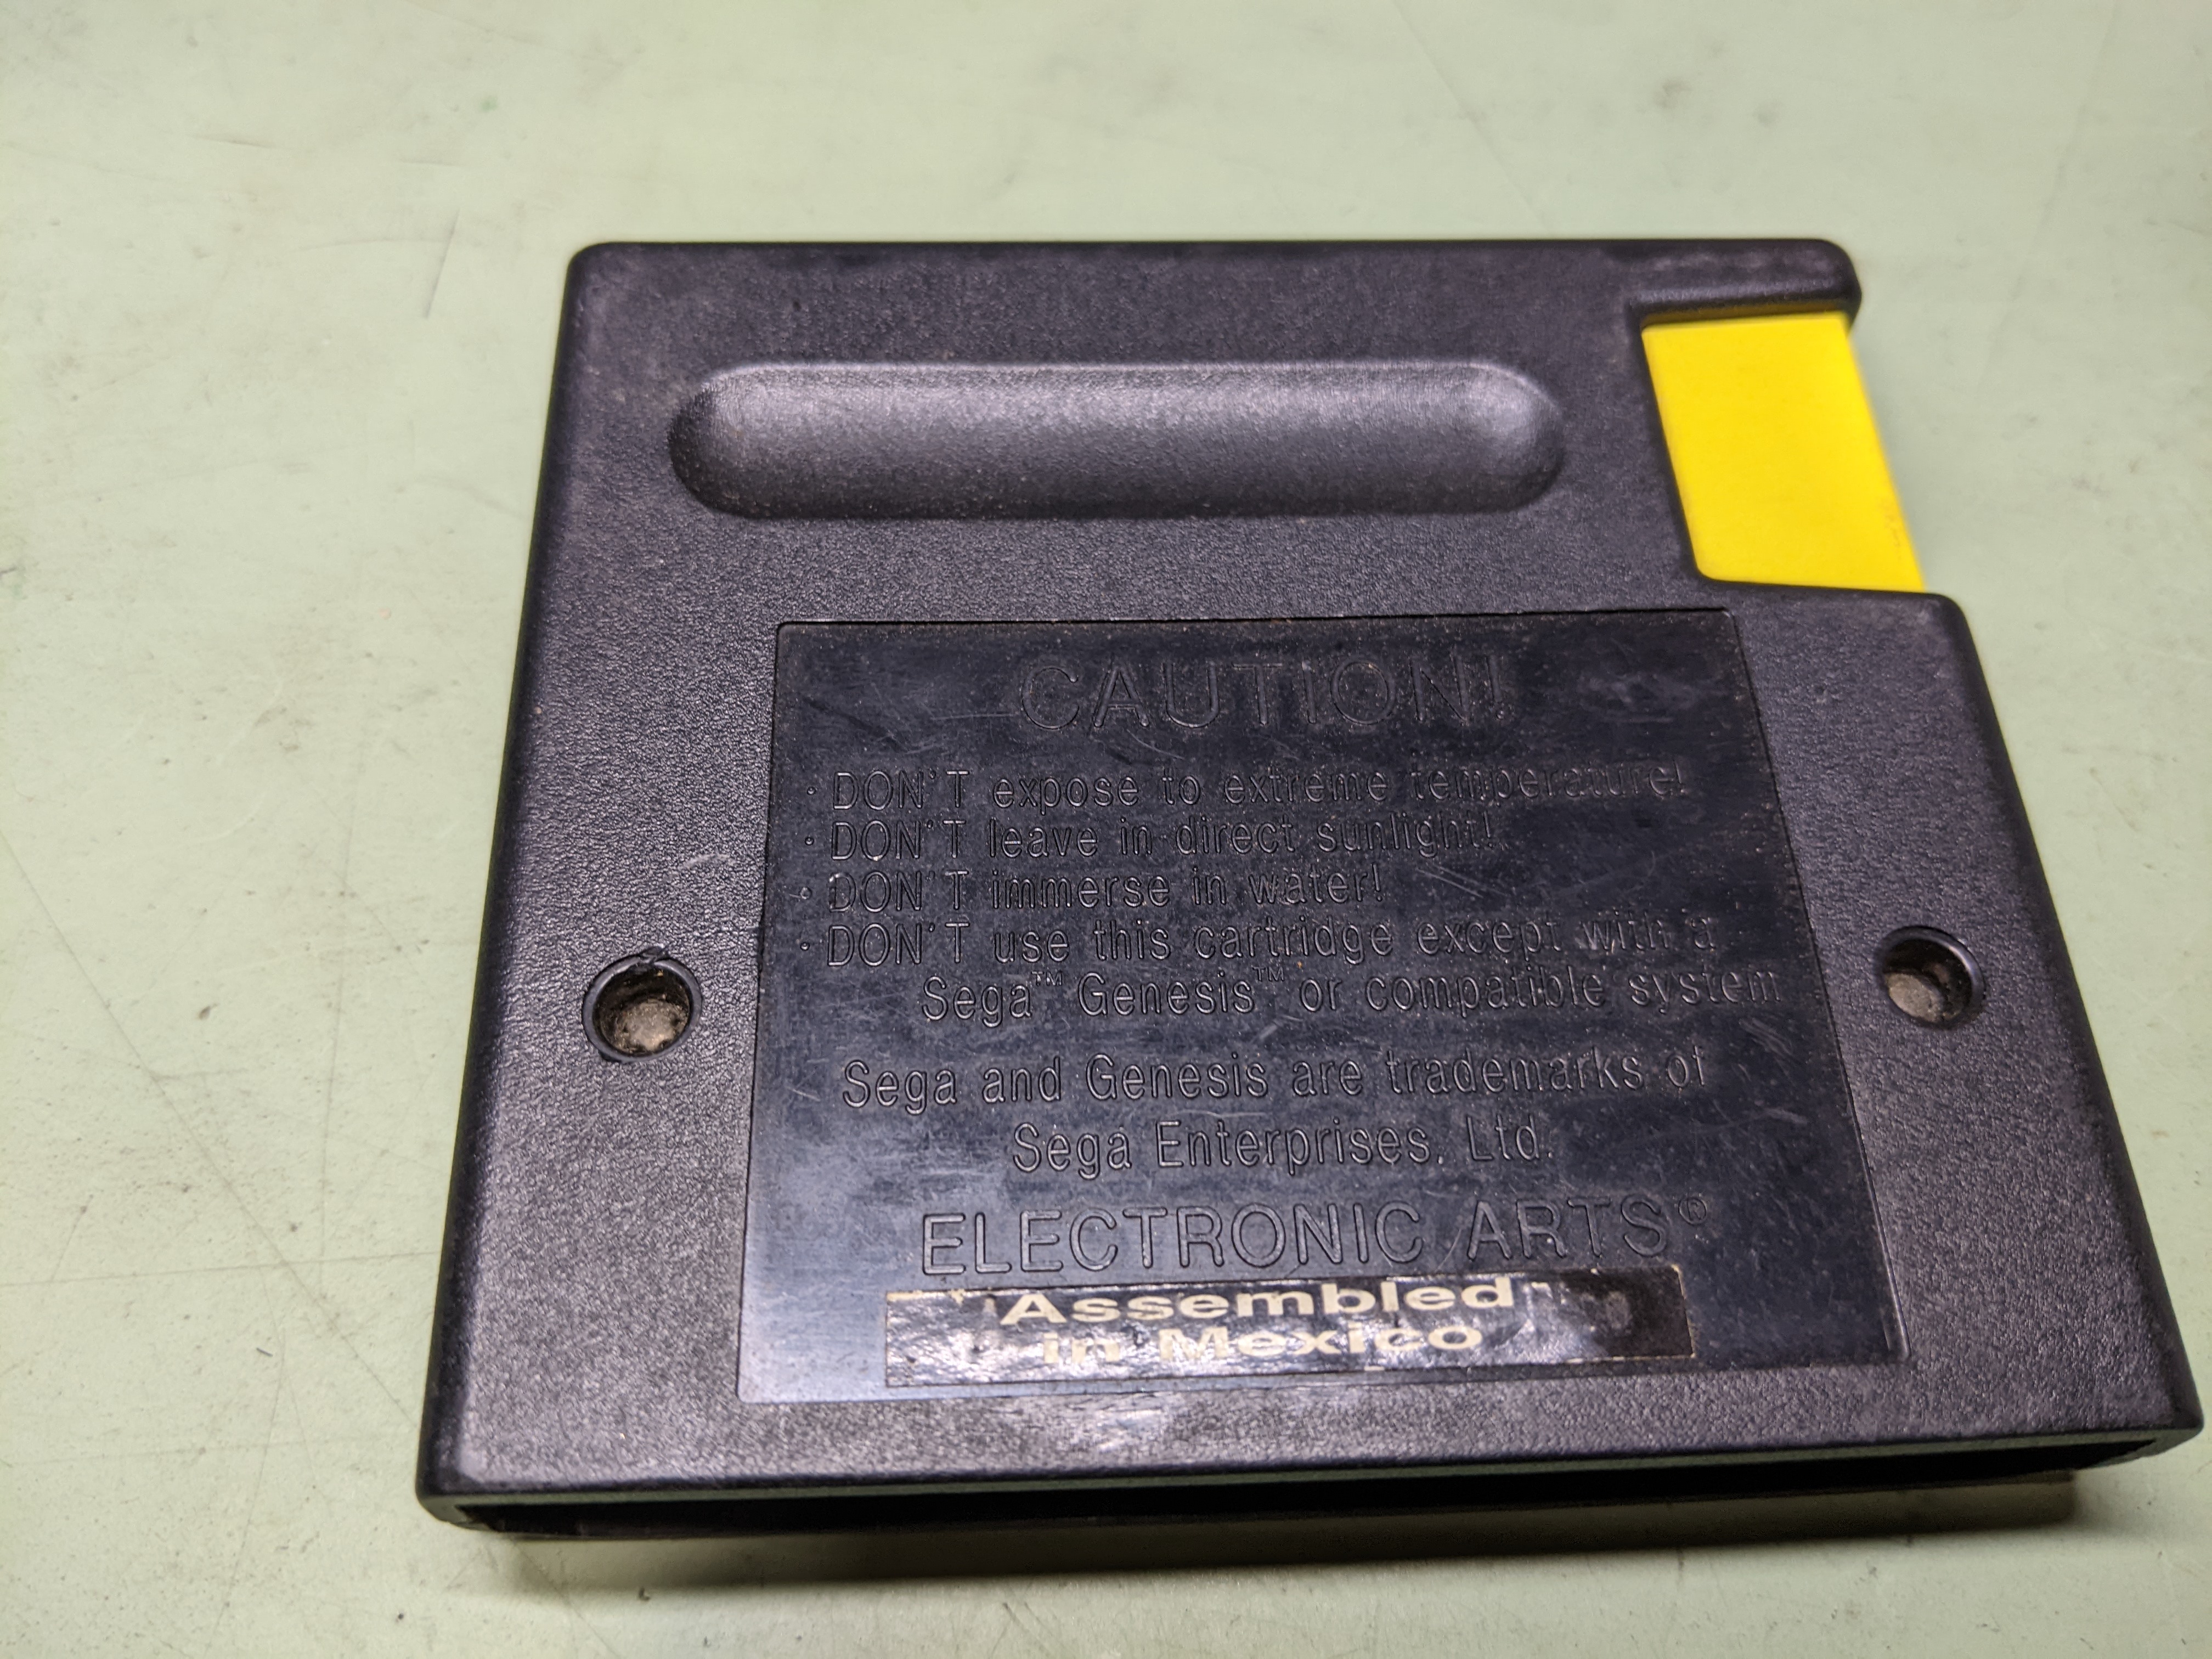 CAUTION!
· DON'T expose to extreme temperature!
· DON'T leave in direct sunlight!
· DON'T immerse in water!
· DON'T use this cartridge except with a
Sega™ Genesis™ or compatible system
Sega and Genesis are trademarks of
Sega Enterprises, Ltd.
ELECTRONIC ARTS©
Assembled
in Mexico